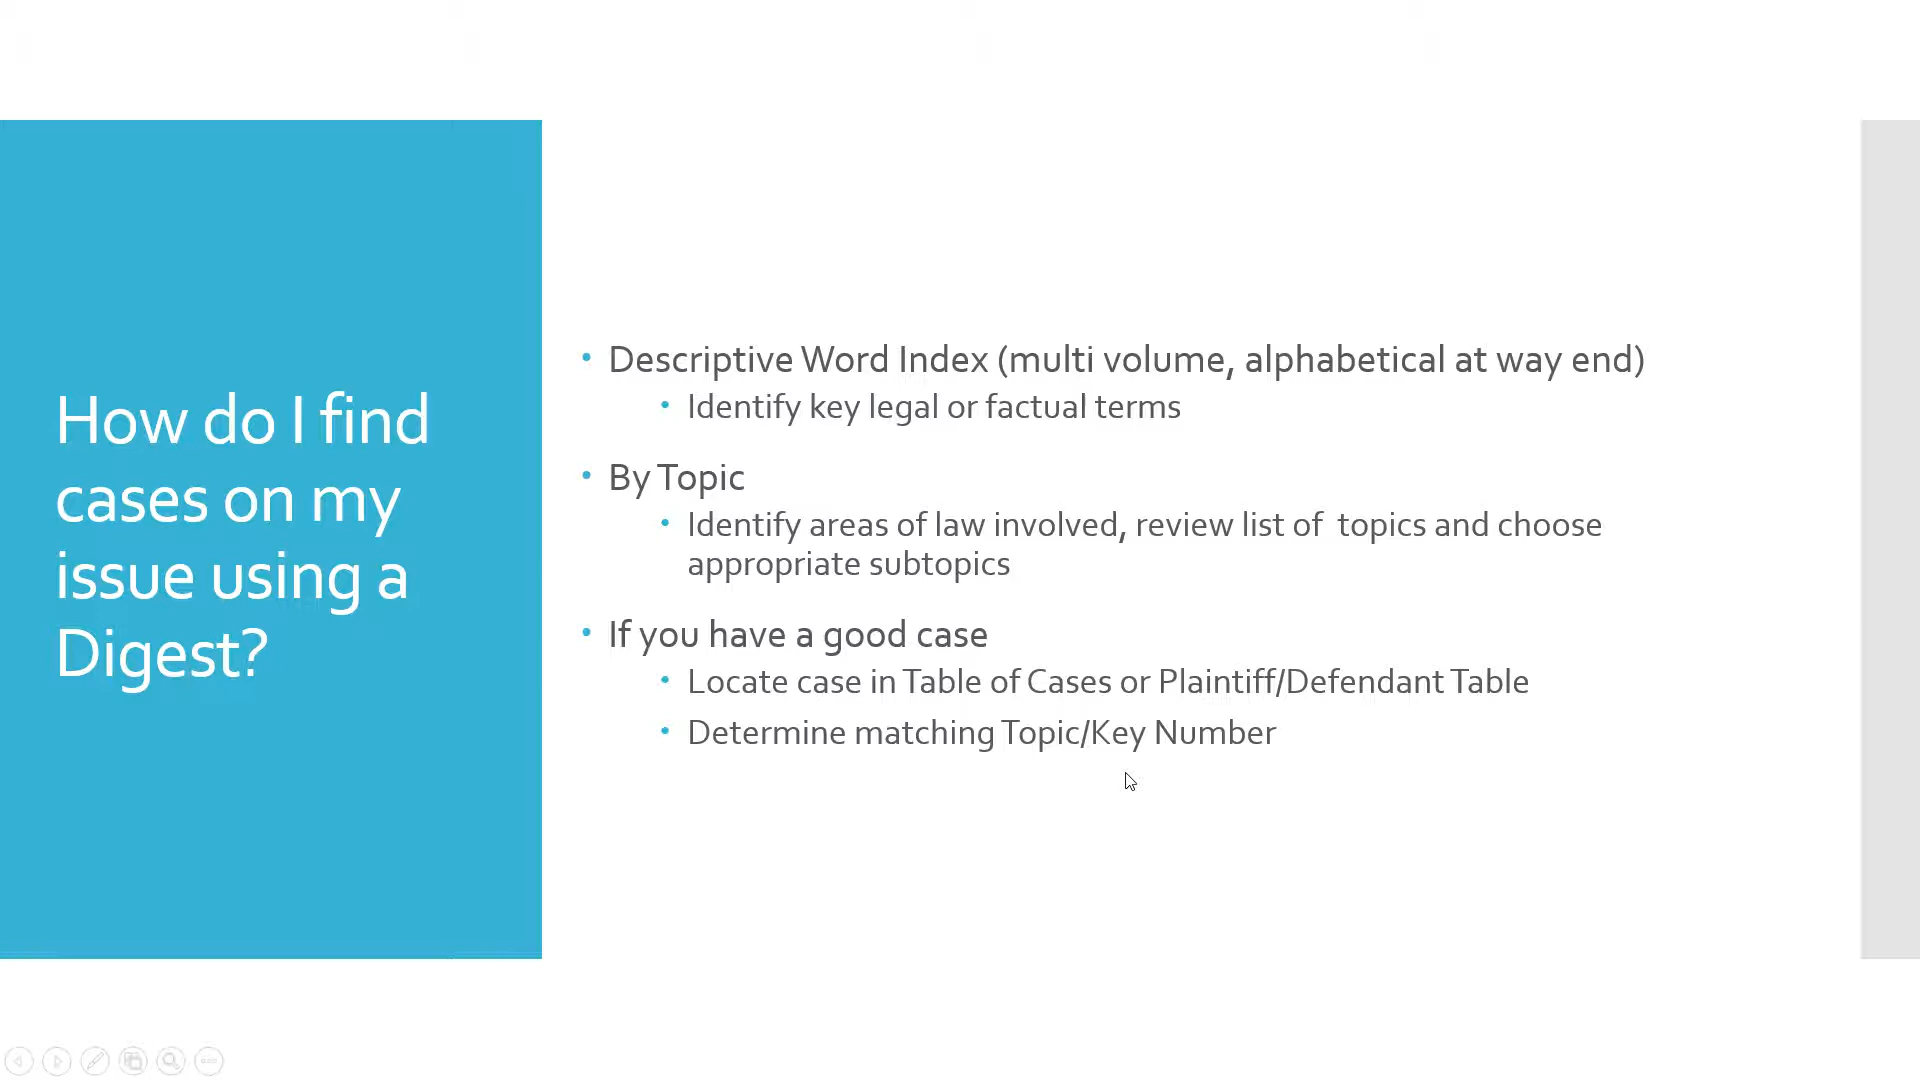 How do I find
cases on my
issue using a
Digest?
• Descriptive Word Index (multi volume, alphabetical at way end)
• Identify key legal or factual terms
• By Topic
• Identify areas of law involved, review list of topics and choose
appropriate subtopics
• If you have a good case
• Locate case in Table of Cases or Plaintiff/Defendant Table
• Determine matching Topic/Key Number